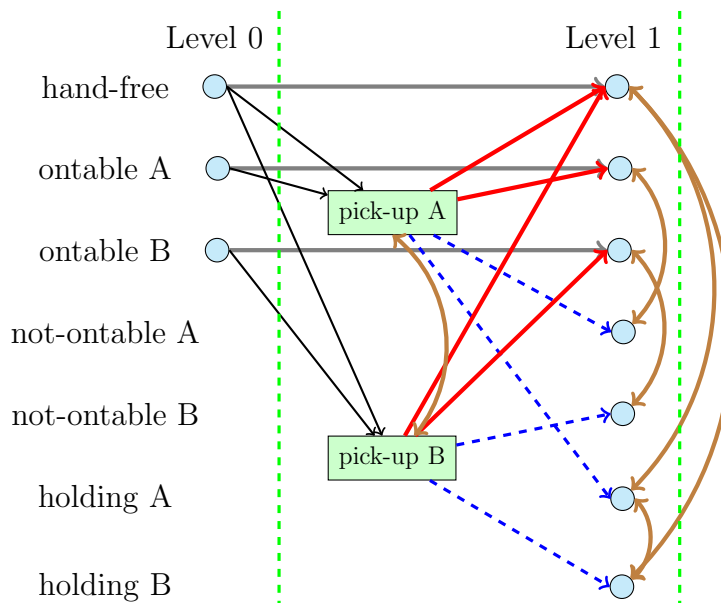 Level 0
Level 1
hand-free
ontable A
pick-up A
ontable B
not-ontable A
not-ontable B
pick-up B
holding A
holding B